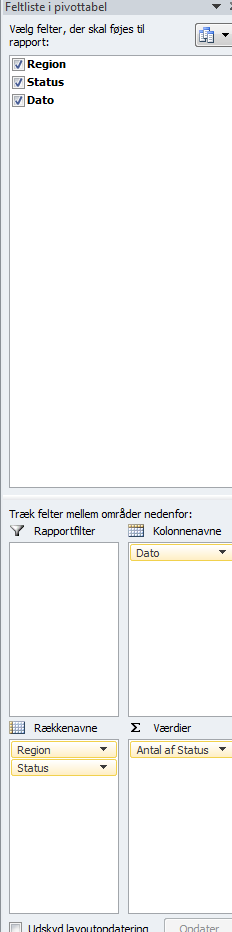 Feltliste i pivottabel
Vælg felter, der skal føjes til
rapport:
Region
Status
Dato
Træk felter mellem områder nedenfor:
Rapportfilter
Kolonnenavne
Dato
Rækkenavne
Σ Værdier
Region
Antal af Status
Status
Udskyd layoutopdatering
Opdater